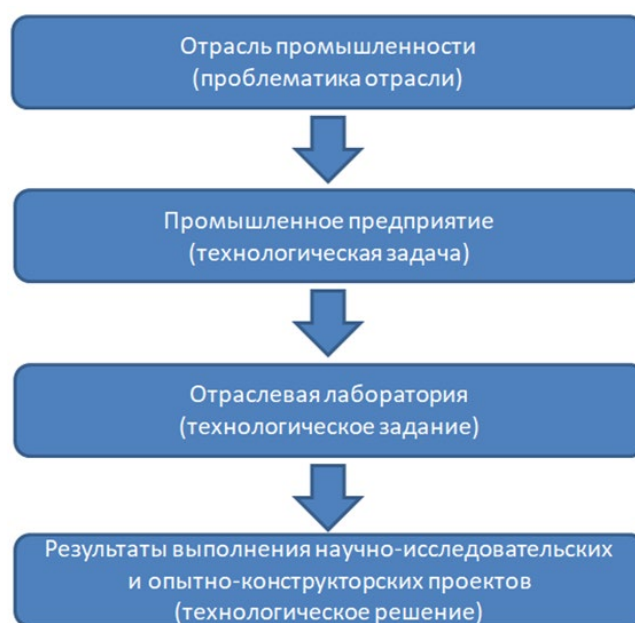 Отрасль промышленности
(проблематика отрасли)
Промышленное предприятие
(технологическая задача)
Отраслевая лаборатория
(технологическое задание)
Результаты выполнения научно-исследовательских
и опытно-конструкторских проектов
(технологическое решение)